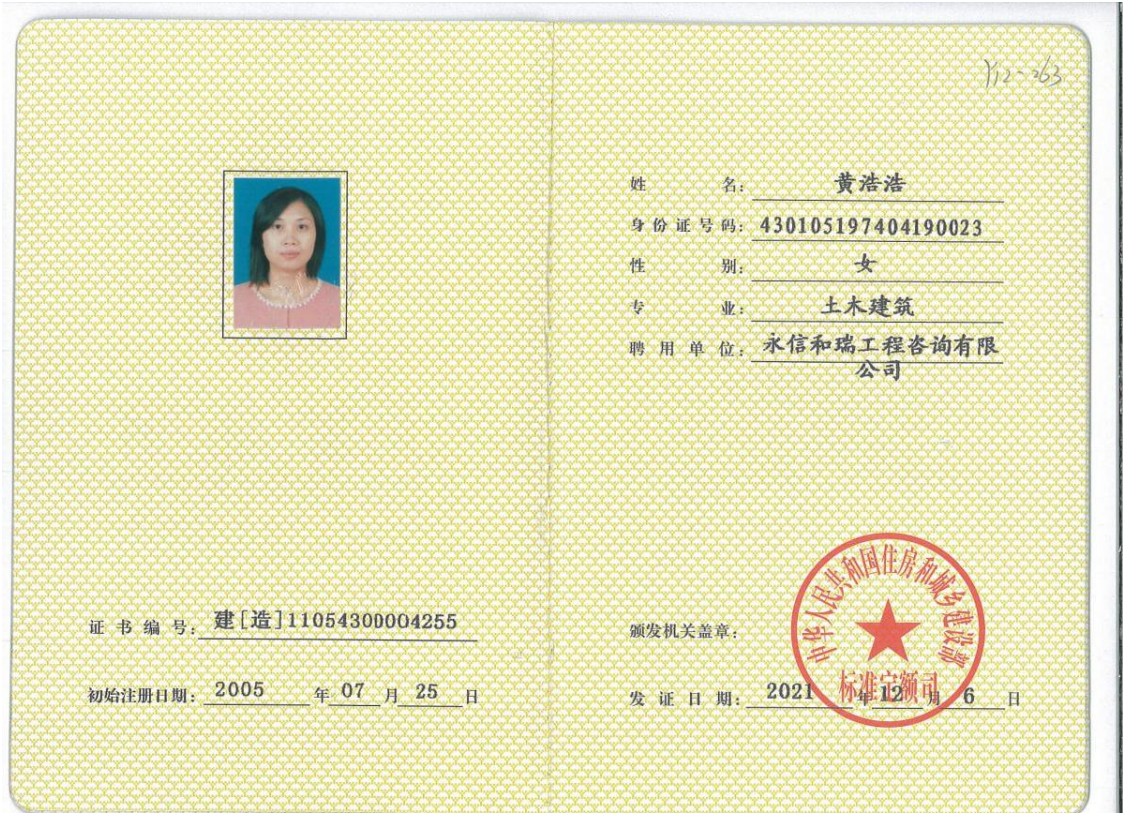 Y12-263
姓 名: 黄浩浩
身份证号码: 430105197404190023
性 别: 女
专 业: 土木建筑
聘用单位: 永信和瑞工程咨询有限
公司
证书编号: 建[造]11054300004255
初始注册日期: 2005 年 07 月 25 日
颁发机关盖章:
中华人民共和国住房和城乡建设部
标准定额司
发证日期: 2021 年 12 月 6 日